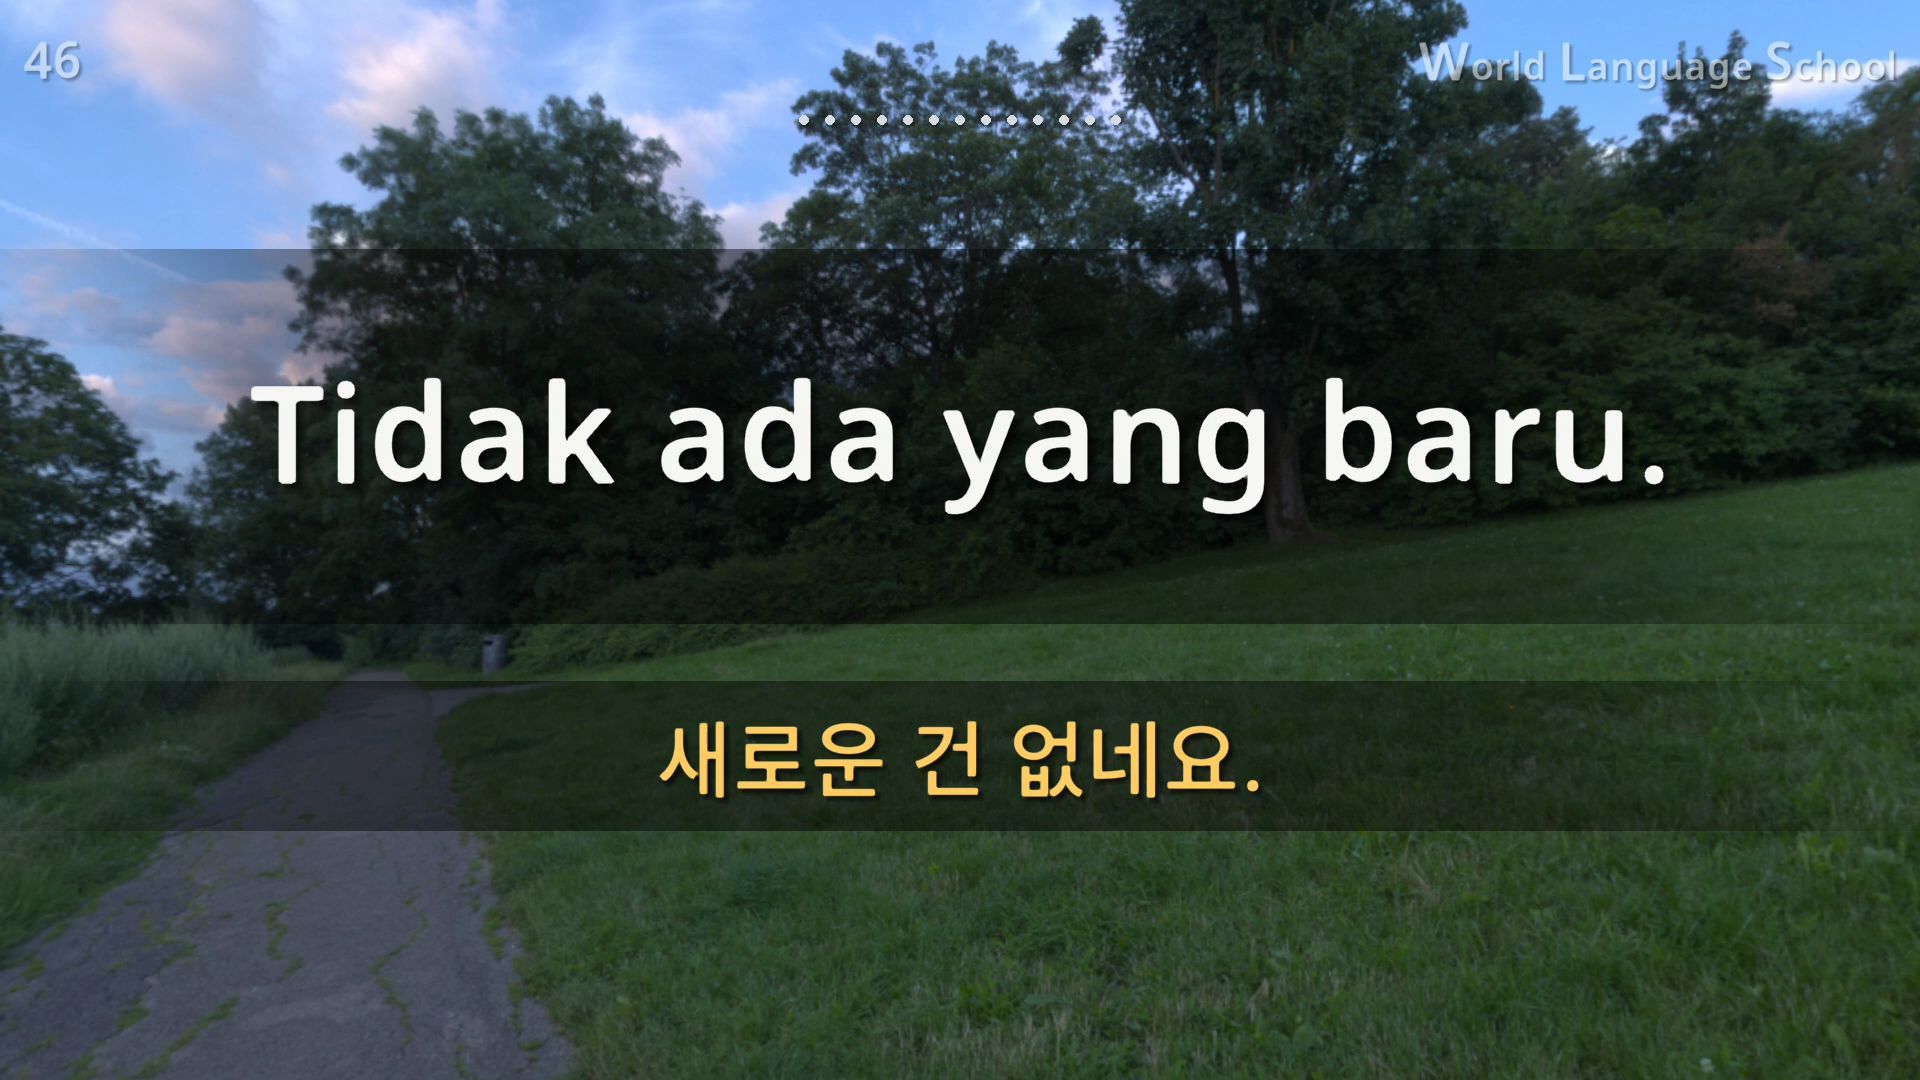 46
World Language School
Tidak ada yang baru.
새로운 건 없네요.